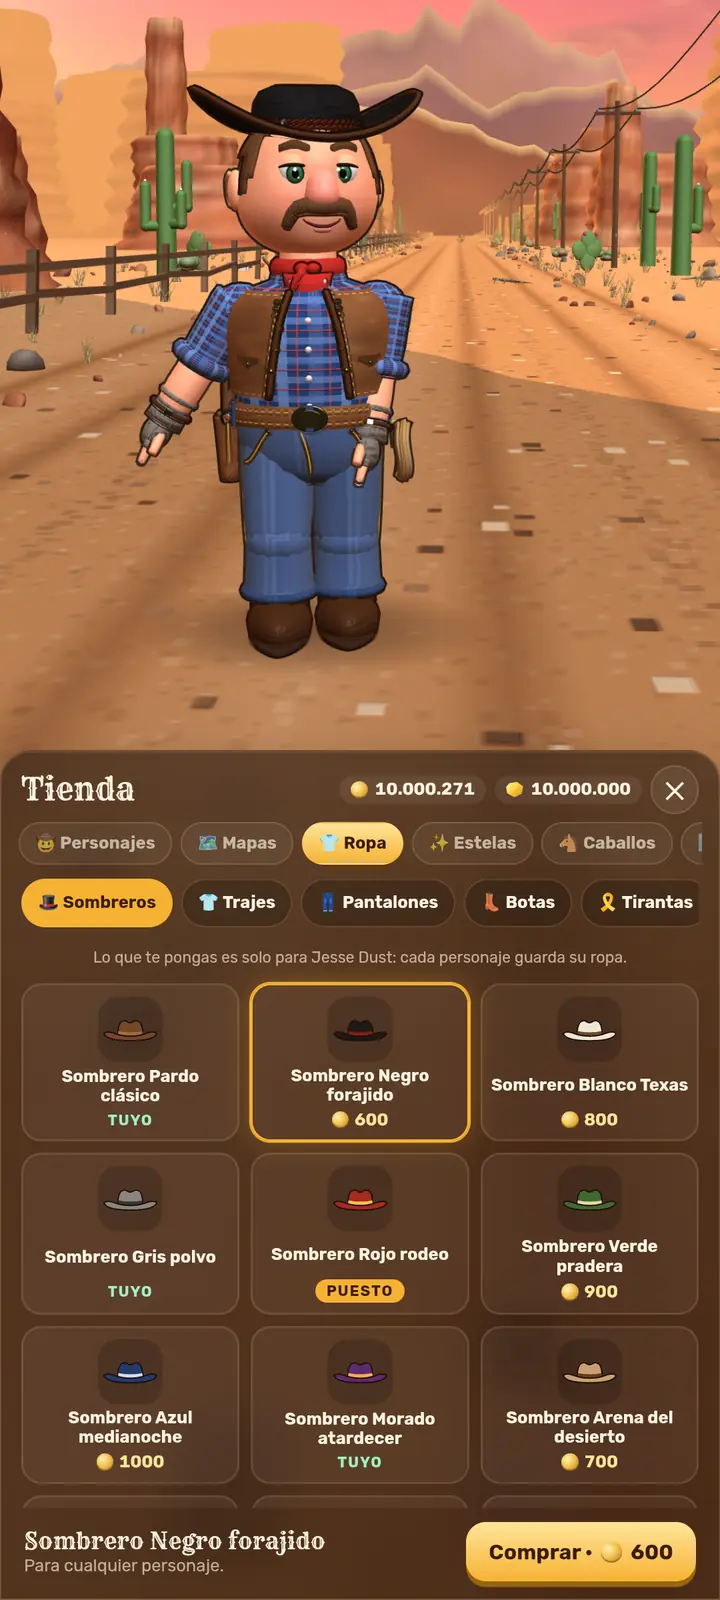 Tienda
10.000.271
10.000.000
Personajes
Mapas
Ropa
Estelas
Caballos
Sombreros
Trajes
Pantalones
Botas
Tirantas
Lo que te pongas es solo para Jesse Dust: cada personaje guarda su ropa.
Sombrero Pardo
clásico
TUYO
Sombrero Negro
forajido
600
Sombrero Blanco Texas
800
Sombrero Gris polvo
TUYO
Sombrero Rojo rodeo
PUESTO
Sombrero Verde
pradera
900
Sombrero Azul
medianoche
1000
Sombrero Morado
atardecer
TUYO
Sombrero Arena del
desierto
700
Sombrero Negro forajido
Para cualquier personaje.
Comprar · 600